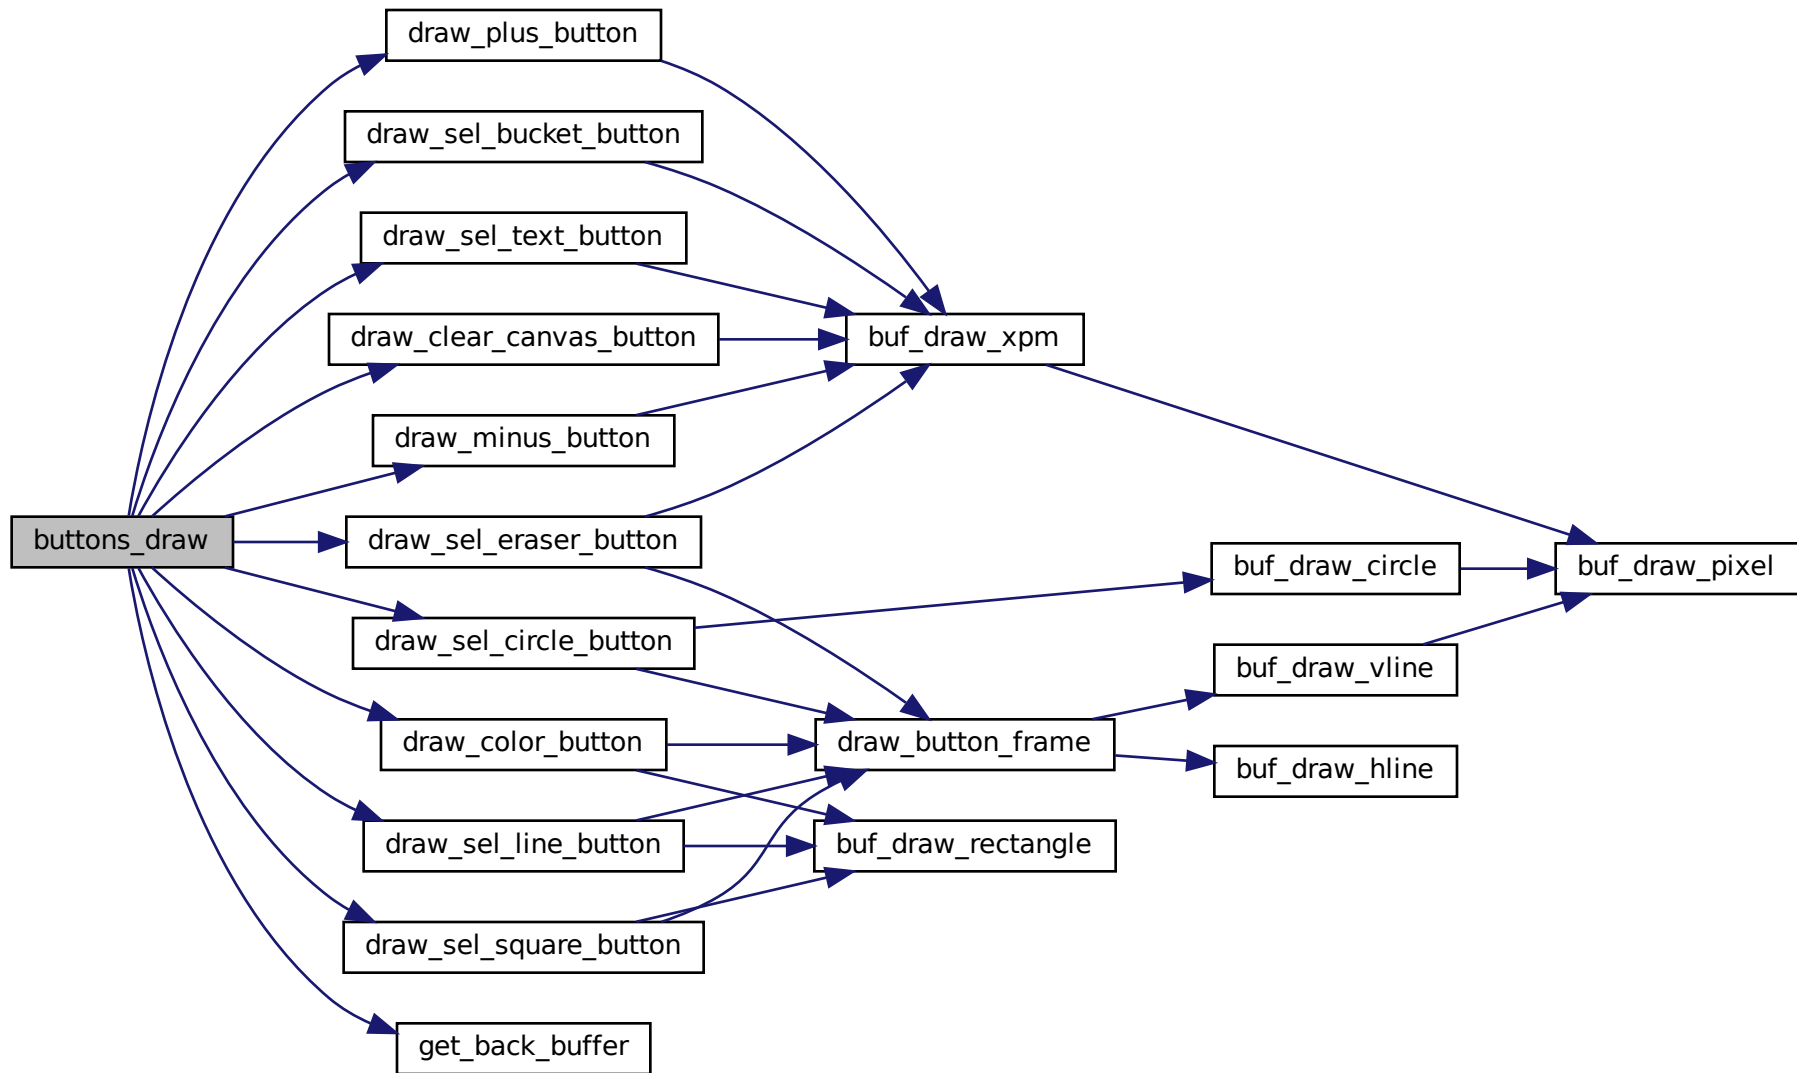 draw_plus_button
draw_sel_bucket_button
draw_sel_text_button
draw_clear_canvas_button
buf_draw_xpm
draw_minus_button
buttons_draw
draw_sel_eraser_button
buf_draw_circle
buf_draw_pixel
draw_sel_circle_button
buf_draw_vline
draw_color_button
draw_button_frame
buf_draw_hline
draw_sel_line_button
buf_draw_rectangle
draw_sel_square_button
get_back_buffer